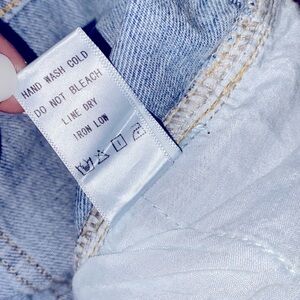 HAND WASH COLD
DO NOT BLEACH
LINE DRY
IRON LOW